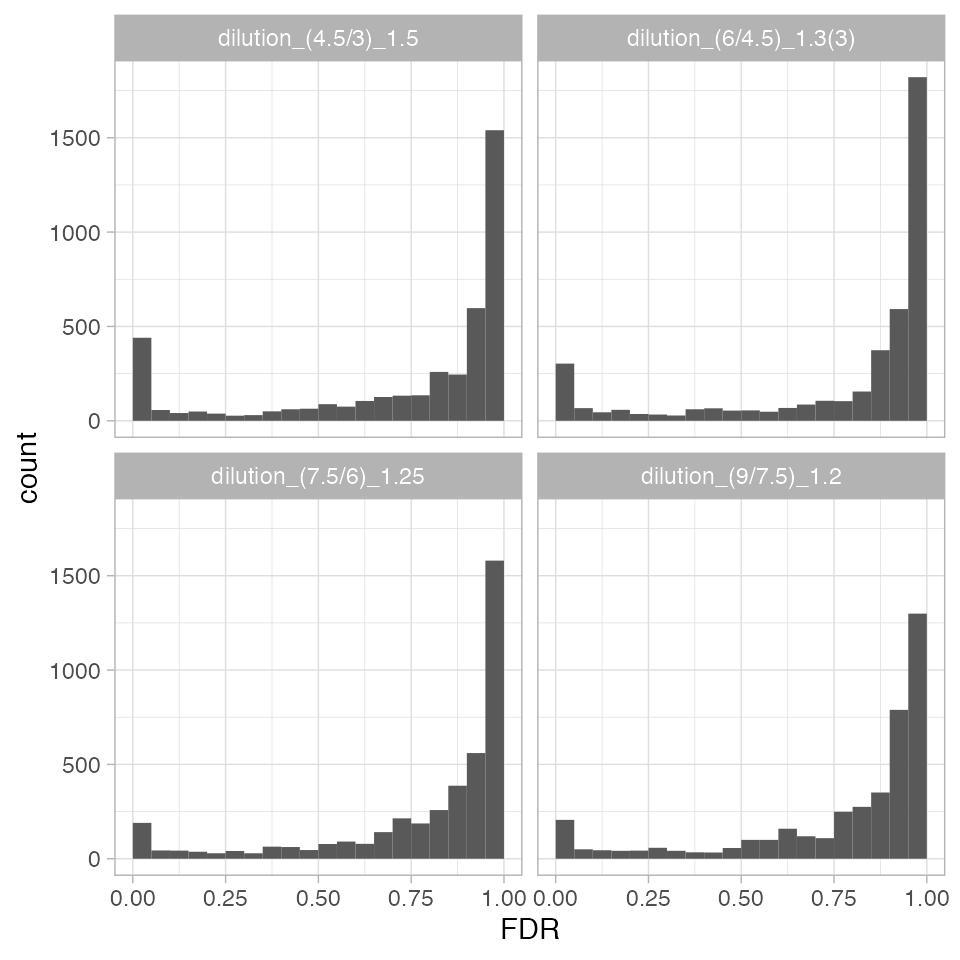 dilution_(4.5/3)_1.5
dilution_(6/4.5)_1.3(3)
1500
1000
500
0
dilution_(7.5/6)_1.25
dilution_(9/7.5)_1.2
1500
1000
500
0
count
0.00 0.25 0.50 0.75 1.00 0.00 0.25 0.50 0.75 1.00
FDR